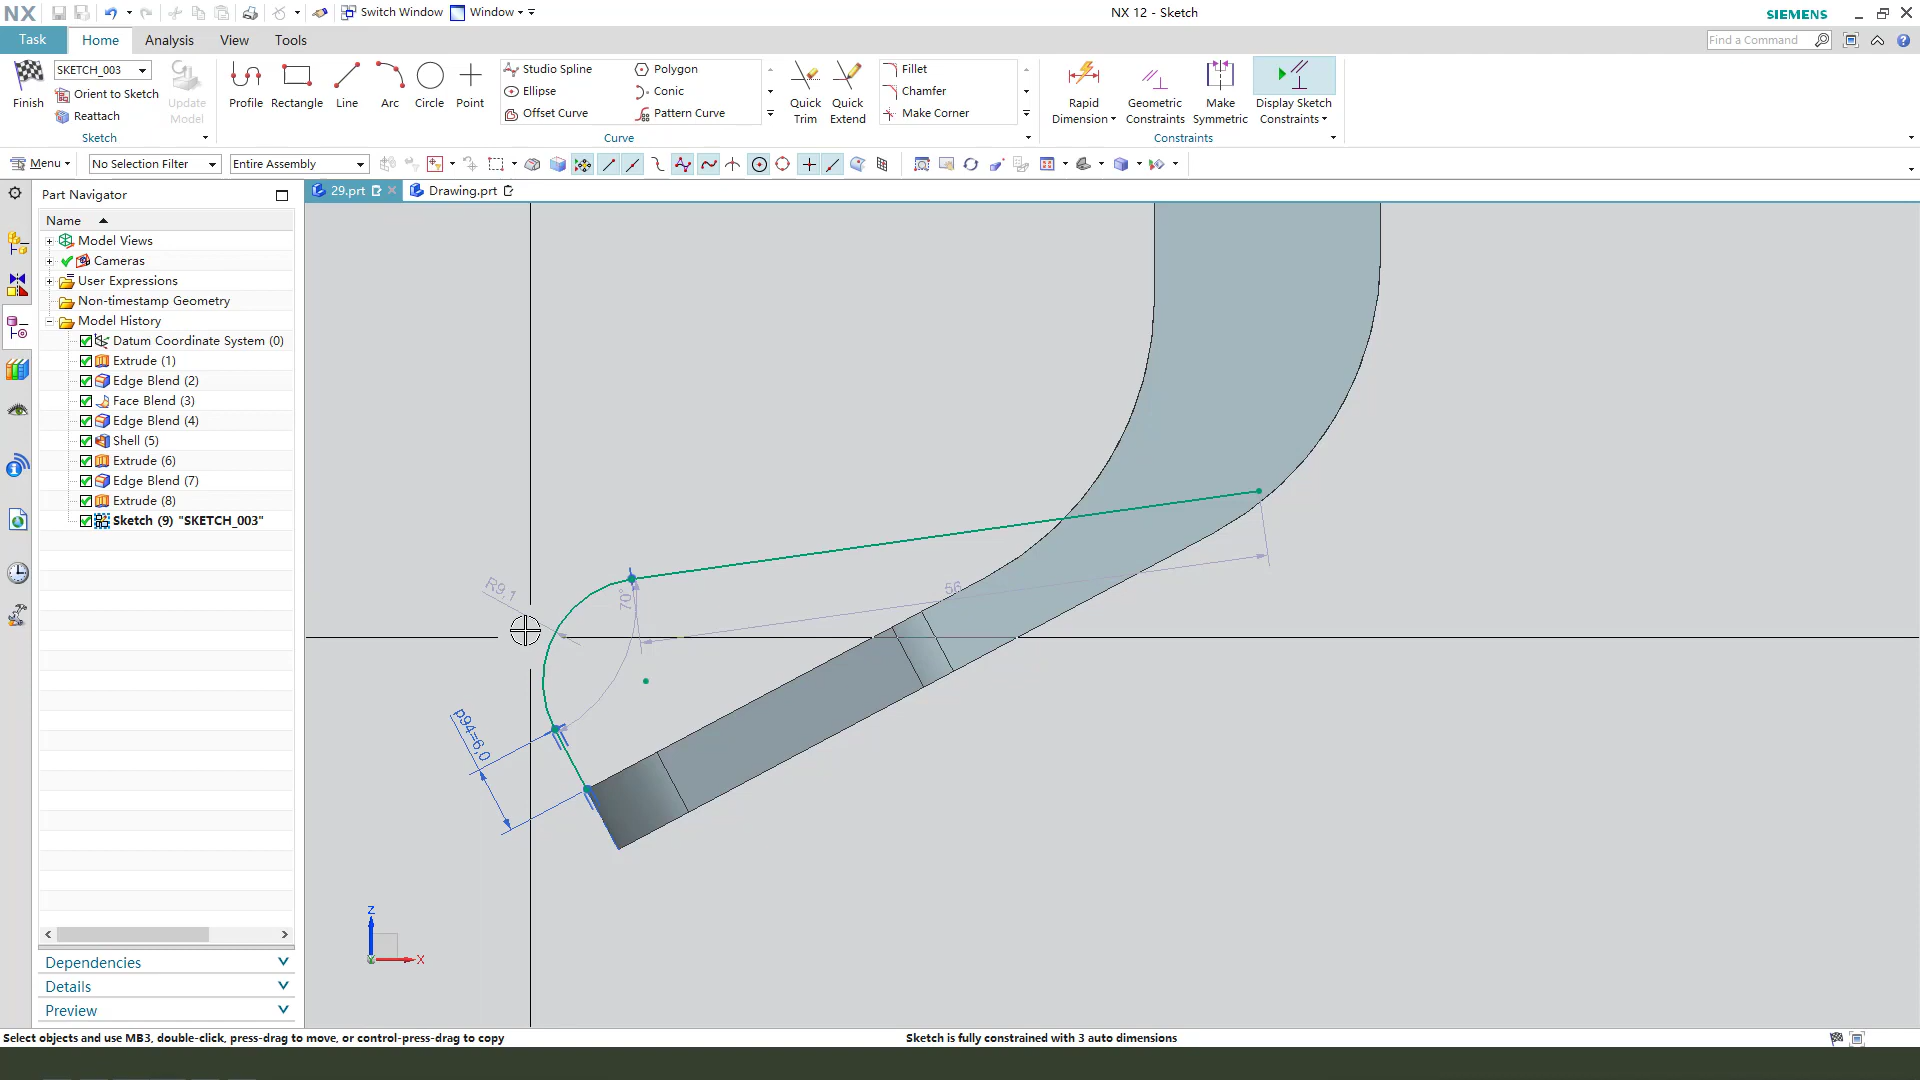 NX
Switch Window
Window
NX 12 - Sketch
SIEMENS
Task
Home
Analysis
View
Tools
Find a Command
Finish
SKETCH_003
Orient to Sketch
Reattach
Update Model
Sketch
Profile
Rectangle
Line
Arc
Circle
Point
Studio Spline
Ellipse
Offset Curve
Polygon
Conic
Pattern Curve
Quick Trim
Quick Extend
Fillet
Chamfer
Make Corner
Curve
Rapid Dimension
Geometric Constraints
Make Symmetric
Display Sketch Constraints
Constraints
Menu
No Selection Filter
Entire Assembly
Part Navigator
29.prt
Drawing.prt
Name
Model Views
Cameras
User Expressions
Non-timestamp Geometry
Model History
Datum Coordinate System (0)
Extrude (1)
Edge Blend (2)
Face Blend (3)
Edge Blend (4)
Shell (5)
Extrude (6)
Edge Blend (7)
Extrude (8)
Sketch (9) "SKETCH_003"
Dependencies
Details
Preview
R9,1
70°
56
p94=6,0
Z
Y
X
Select objects and use MB3, double-click, press-drag to move, or control-press-drag to copy
Sketch is fully constrained with 3 auto dimensions